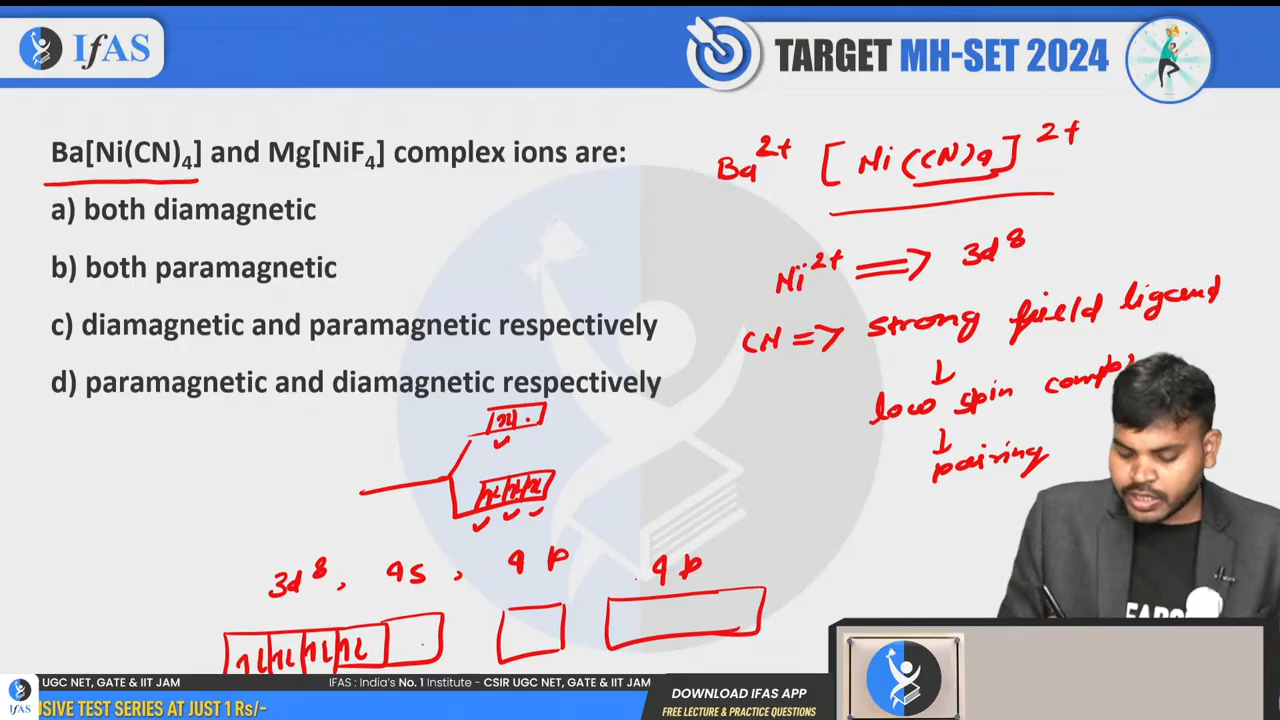 IFAS
TARGET MH-SET 2024
Ba[Ni(CN)₄] and Mg[NiF₄] complex ions are:
a) both diamagnetic
b) both paramagnetic
c) diamagnetic and paramagnetic respectively
d) paramagnetic and diamagnetic respectively
Ba²⁺ [Ni(CN)₄]²⁺
Ni²⁺ ⟹ 3d⁸
CN => strong field ligand
↓
low spin
↓
pairing
3d⁸, 4s, 4p 4p
UGC NET, GATE & IIT JAM
IFAS : India's No. 1 Institute - CSIR UGC NET, GATE & IIT JAM
DOWNLOAD IFAS APP
FREE LECTURE & PRACTICE QUESTIONS
IFAS
SIVE TEST SERIES AT JUST 1 Rs/-